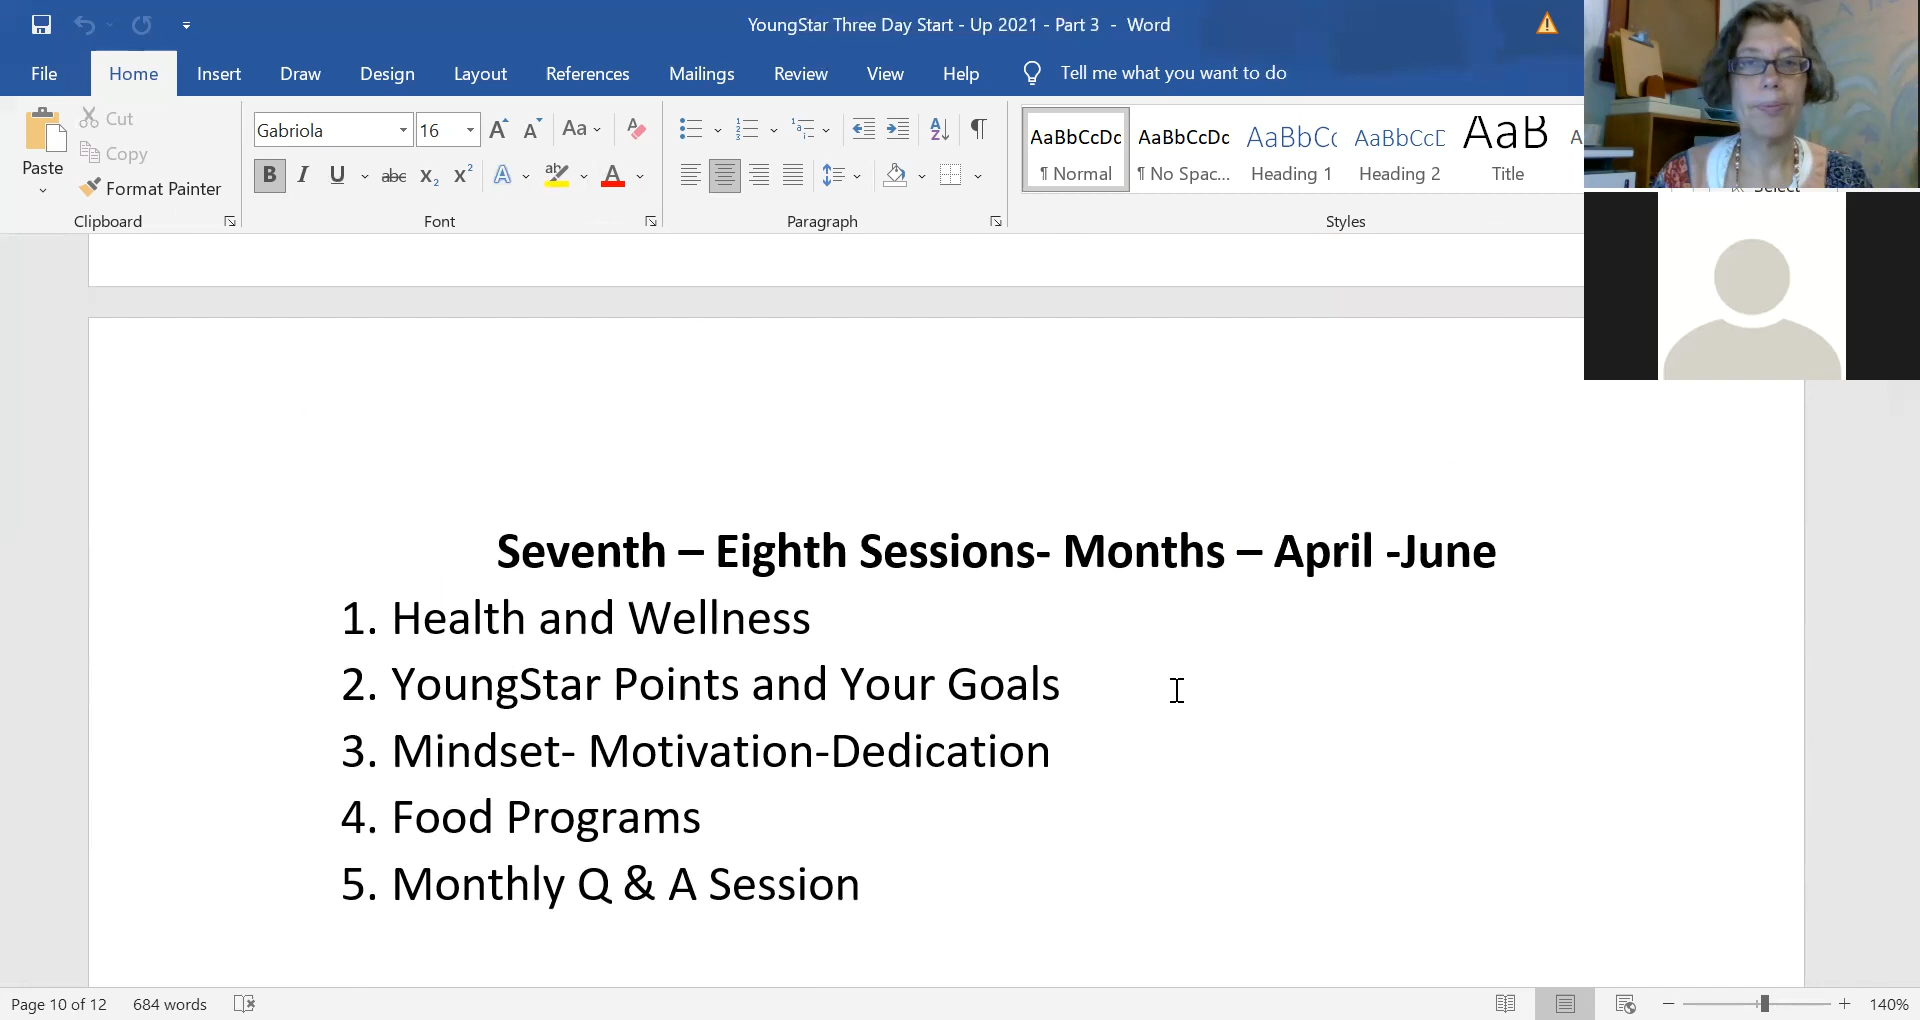 YoungStar Three Day Start - Up 2021 - Part 3 - Word
File Home Insert Draw Design Layout References Mailings Review View Help Tell me what you want to do
Paste
Cut
Copy
Format Painter
Clipboard
Gabriola 16
Font
Paragraph
AaBbCcDc AaBbCcDc AaBbCc AaBbCcD AaB A
¶ Normal ¶ No Spac... Heading 1 Heading 2 Title
Styles
Select
Seventh – Eighth Sessions- Months – April -June
1. Health and Wellness
2. YoungStar Points and Your Goals
3. Mindset- Motivation-Dedication
4. Food Programs
5. Monthly Q & A Session
Page 10 of 12 684 words 140%